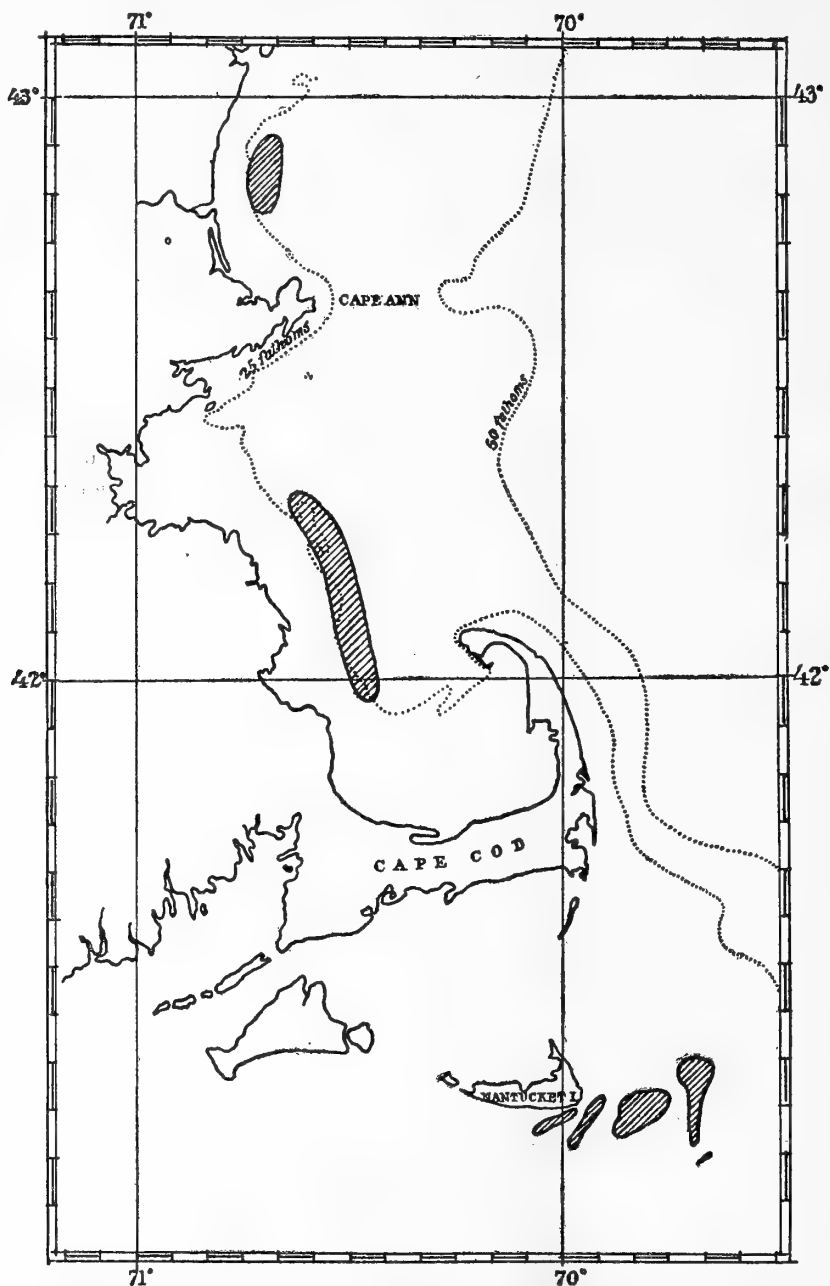 71°
70°
43°
43°
CAPE ANN
25 fathoms
60 fathoms
42°
42°
CAPE COD
NANTUCKET I.
71°
70°